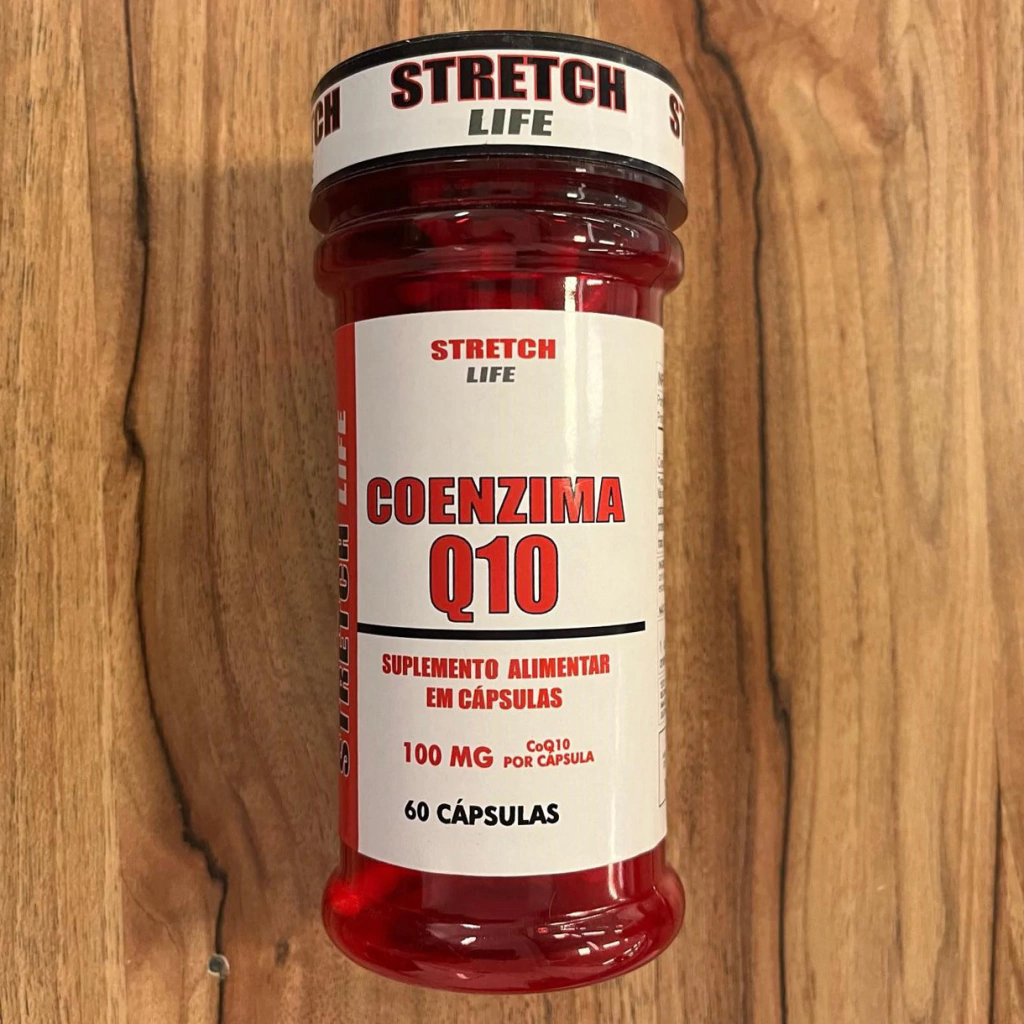 STRETCH
LIFE
STRETCH
LIFE
COENZIMA
Q10
SUPLEMENTO ALIMENTAR
EM CÁPSULAS
100 MG CoQ10
POR CÁPSULA
60 CÁPSULAS
STRETCH LIFE